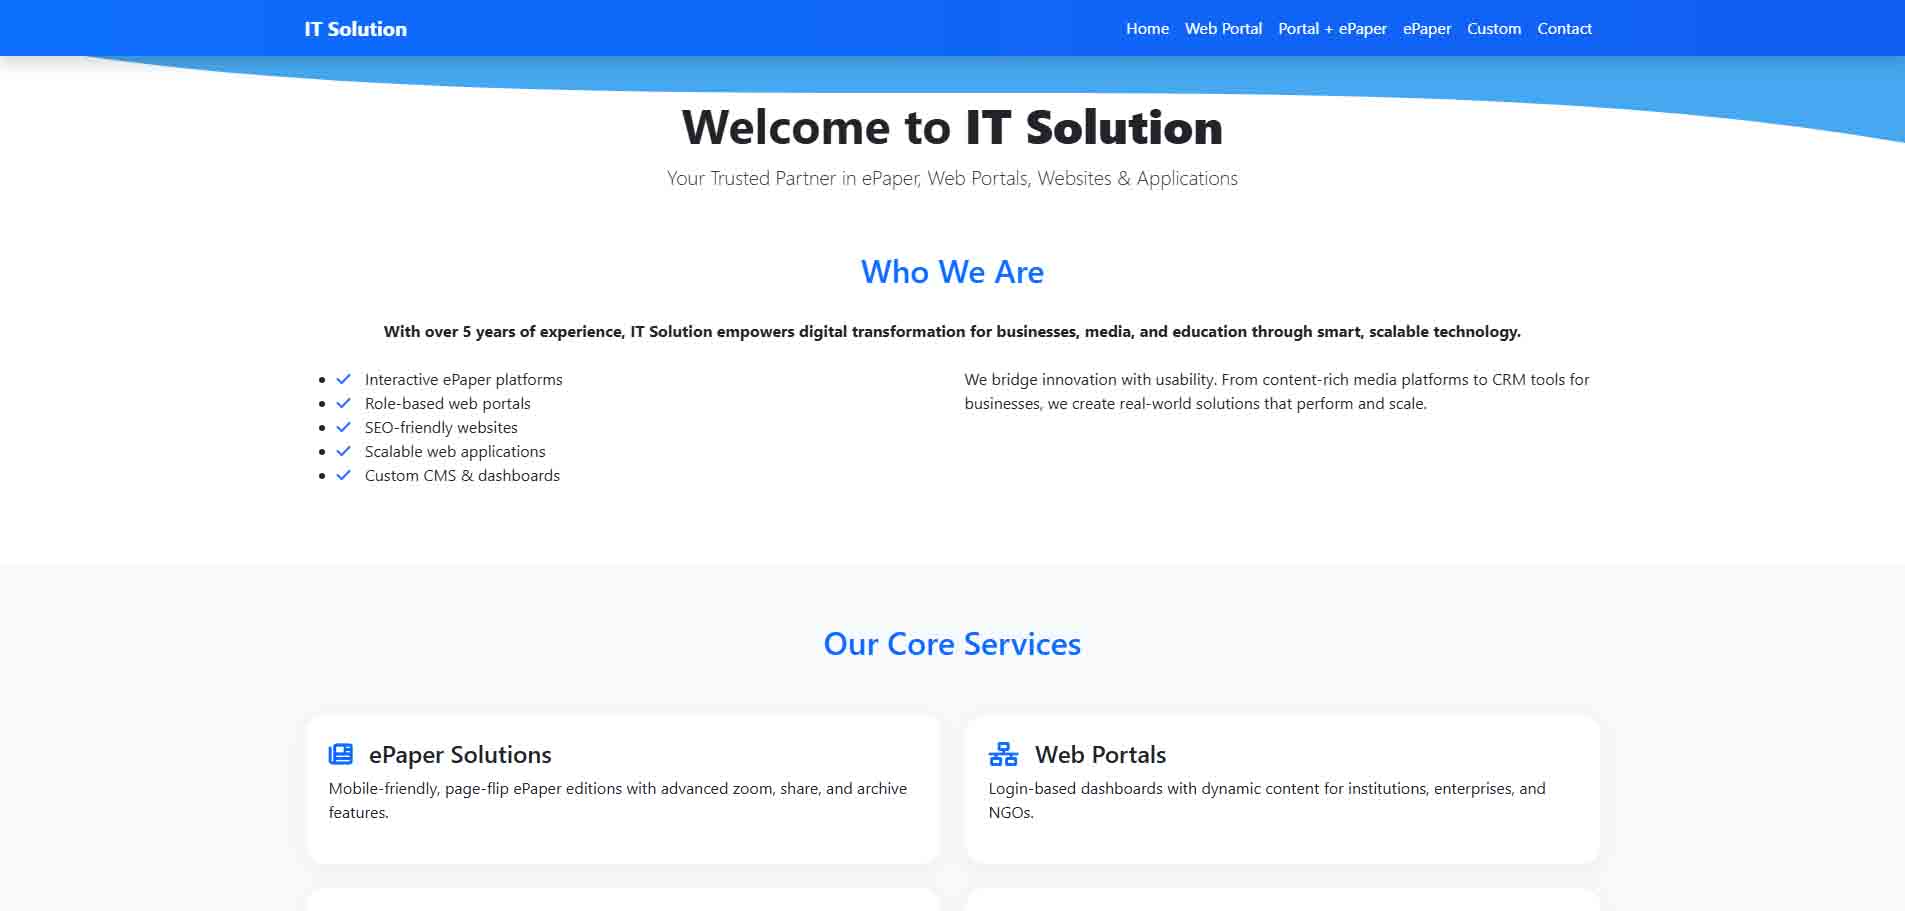 IT Solution
Home Web Portal Portal + ePaper ePaper Custom Contact
Welcome to IT Solution
Your Trusted Partner in ePaper, Web Portals, Websites & Applications
Who We Are
With over 5 years of experience, IT Solution empowers digital transformation for businesses, media, and education through smart, scalable technology.
Interactive ePaper platforms
Role-based web portals
SEO-friendly websites
Scalable web applications
Custom CMS & dashboards
We bridge innovation with usability. From content-rich media platforms to CRM tools for
businesses, we create real-world solutions that perform and scale.
Our Core Services
ePaper Solutions
Mobile-friendly, page-flip ePaper editions with advanced zoom, share, and archive
features.
Web Portals
Login-based dashboards with dynamic content for institutions, enterprises, and
NGOs.